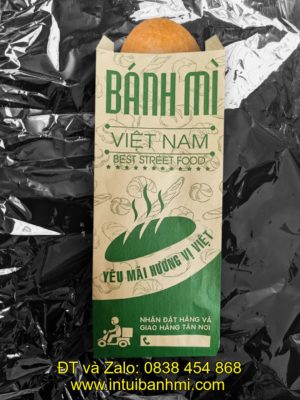 BÁNH MÌ
VIỆT NAM
BEST STREET FOOD
YÊU MÃI HƯƠNG VỊ VIỆT
NHẬN ĐẶT HÀNG VÀ
GIAO HÀNG TẬN NƠI
ĐT và Zalo: 0838 454 868
www.intuibanhmi.com